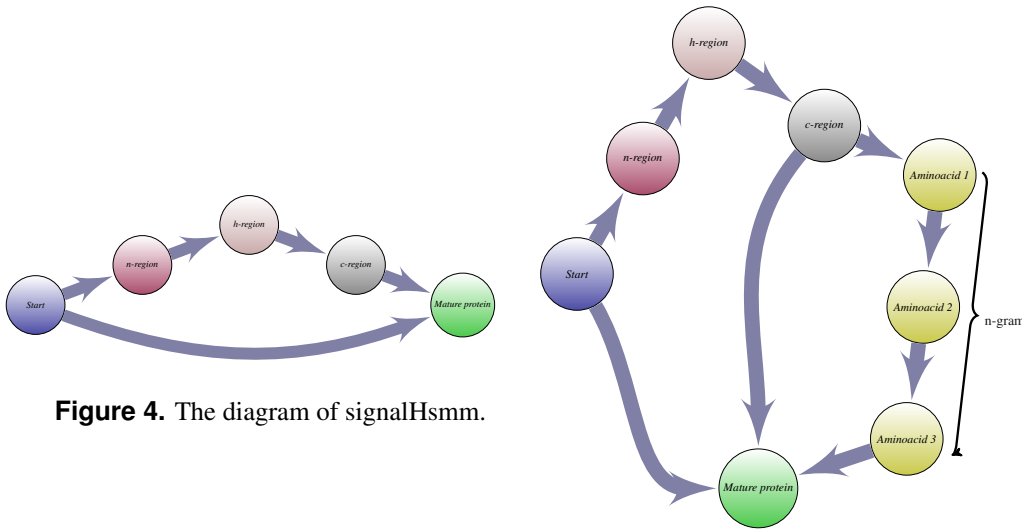 h-region
n-region
c-region
Start
Mature protein
Figure 4. The diagram of signalHsmm.
h-region
c-region
n-region
Aminoacid 1
Start
Aminoacid 2
n-gram
Aminoacid 3
Mature protein